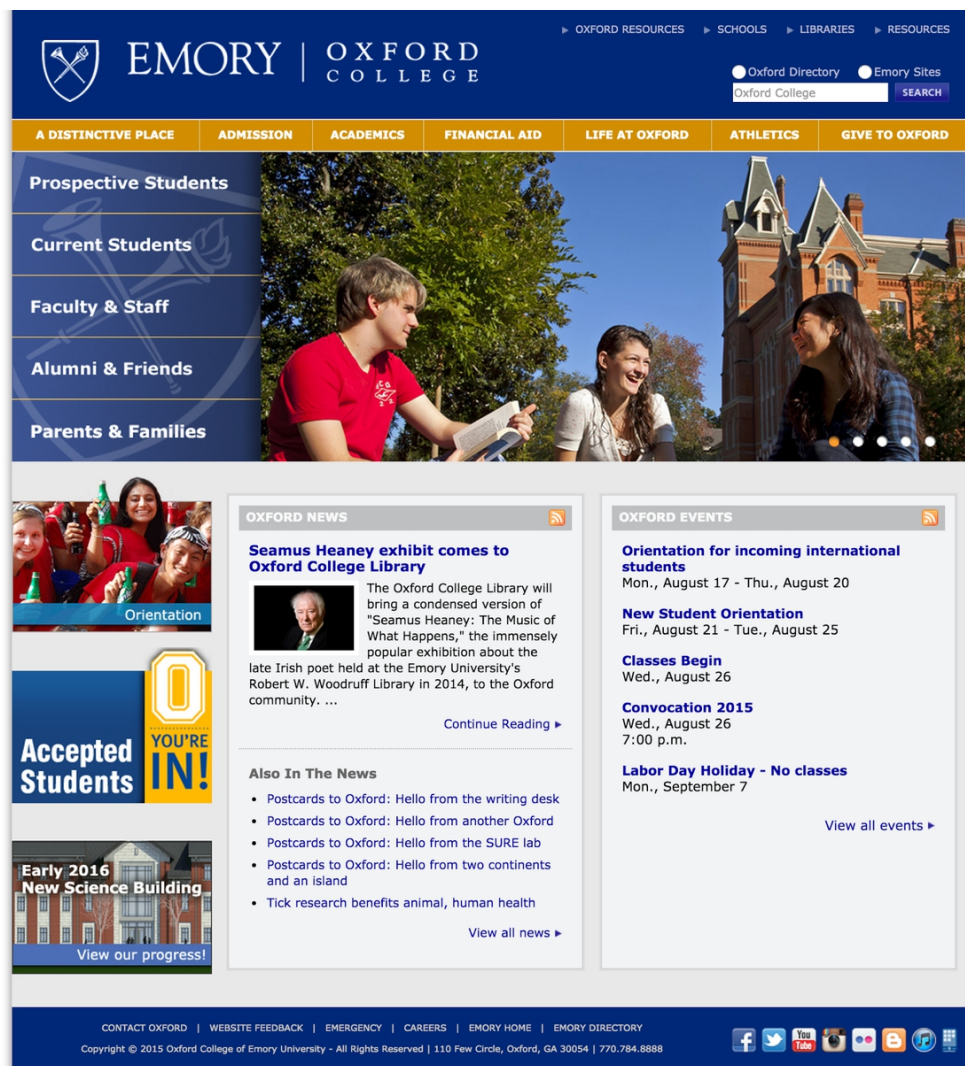 OXFORD RESOURCES SCHOOLS LIBRARIES RESOURCES
EMORY | OXFORD
COLLEGE
Oxford Directory Emory Sites
Oxford College SEARCH
A DISTINCTIVE PLACE ADMISSION ACADEMICS FINANCIAL AID LIFE AT OXFORD ATHLETICS GIVE TO OXFORD
Prospective Students
Current Students
Faculty & Staff
Alumni & Friends
Parents & Families
Orientation
Accepted
Students
O
YOU'RE
IN!
Early 2016
New Science Building
View our progress!
OXFORD NEWS
Seamus Heaney exhibit comes to
Oxford College Library
The Oxford College Library will
bring a condensed version of
"Seamus Heaney: The Music of
What Happens," the immensely
popular exhibition about the
late Irish poet held at the Emory University's
Robert W. Woodruff Library in 2014, to the Oxford
community. ...
Continue Reading
Also In The News
• Postcards to Oxford: Hello from the writing desk
• Postcards to Oxford: Hello from another Oxford
• Postcards to Oxford: Hello from the SURE lab
• Postcards to Oxford: Hello from two continents
and an island
• Tick research benefits animal, human health
View all news
OXFORD EVENTS
Orientation for incoming international
students
Mon., August 17 - Thu., August 20
New Student Orientation
Fri., August 21 - Tue., August 25
Classes Begin
Wed., August 26
Convocation 2015
Wed., August 26
7:00 p.m.
Labor Day Holiday - No classes
Mon., September 7
View all events
CONTACT OXFORD | WEBSITE FEEDBACK | EMERGENCY | CAREERS | EMORY HOME | EMORY DIRECTORY
Copyright © 2015 Oxford College of Emory University - All Rights Reserved | 110 Few Circle, Oxford, GA 30054 | 770.784.8888
You
Tube